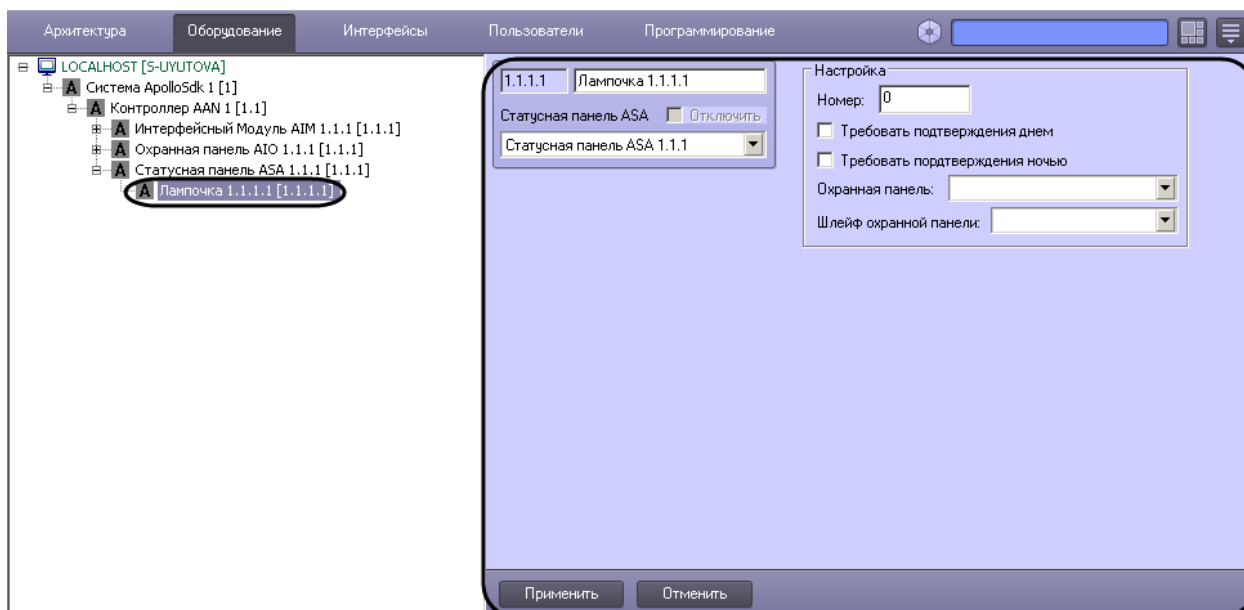 Архитектура Оборудование Интерфейсы Пользователи Программирование
LOCALHOST [S-UYUTOVA]
Система ApolloSdk 1 [1]
Контроллер AAN 1 [1.1]
Интерфейсный Модуль AIM 1.1.1 [1.1.1]
Охранная панель AIO 1.1.1 [1.1.1]
Статусная панель ASA 1.1.1 [1.1.1]
Лампочка 1.1.1.1 [1.1.1.1]
1.1.1.1 Лампочка 1.1.1.1
Статусная панель ASA Отключить
Статусная панель ASA 1.1.1
Настройка
Номер: 0
Требовать подтверждения днем
Требовать пордтверждения ночью
Охранная панель:
Шлейф охранной панели:
Применить Отменить